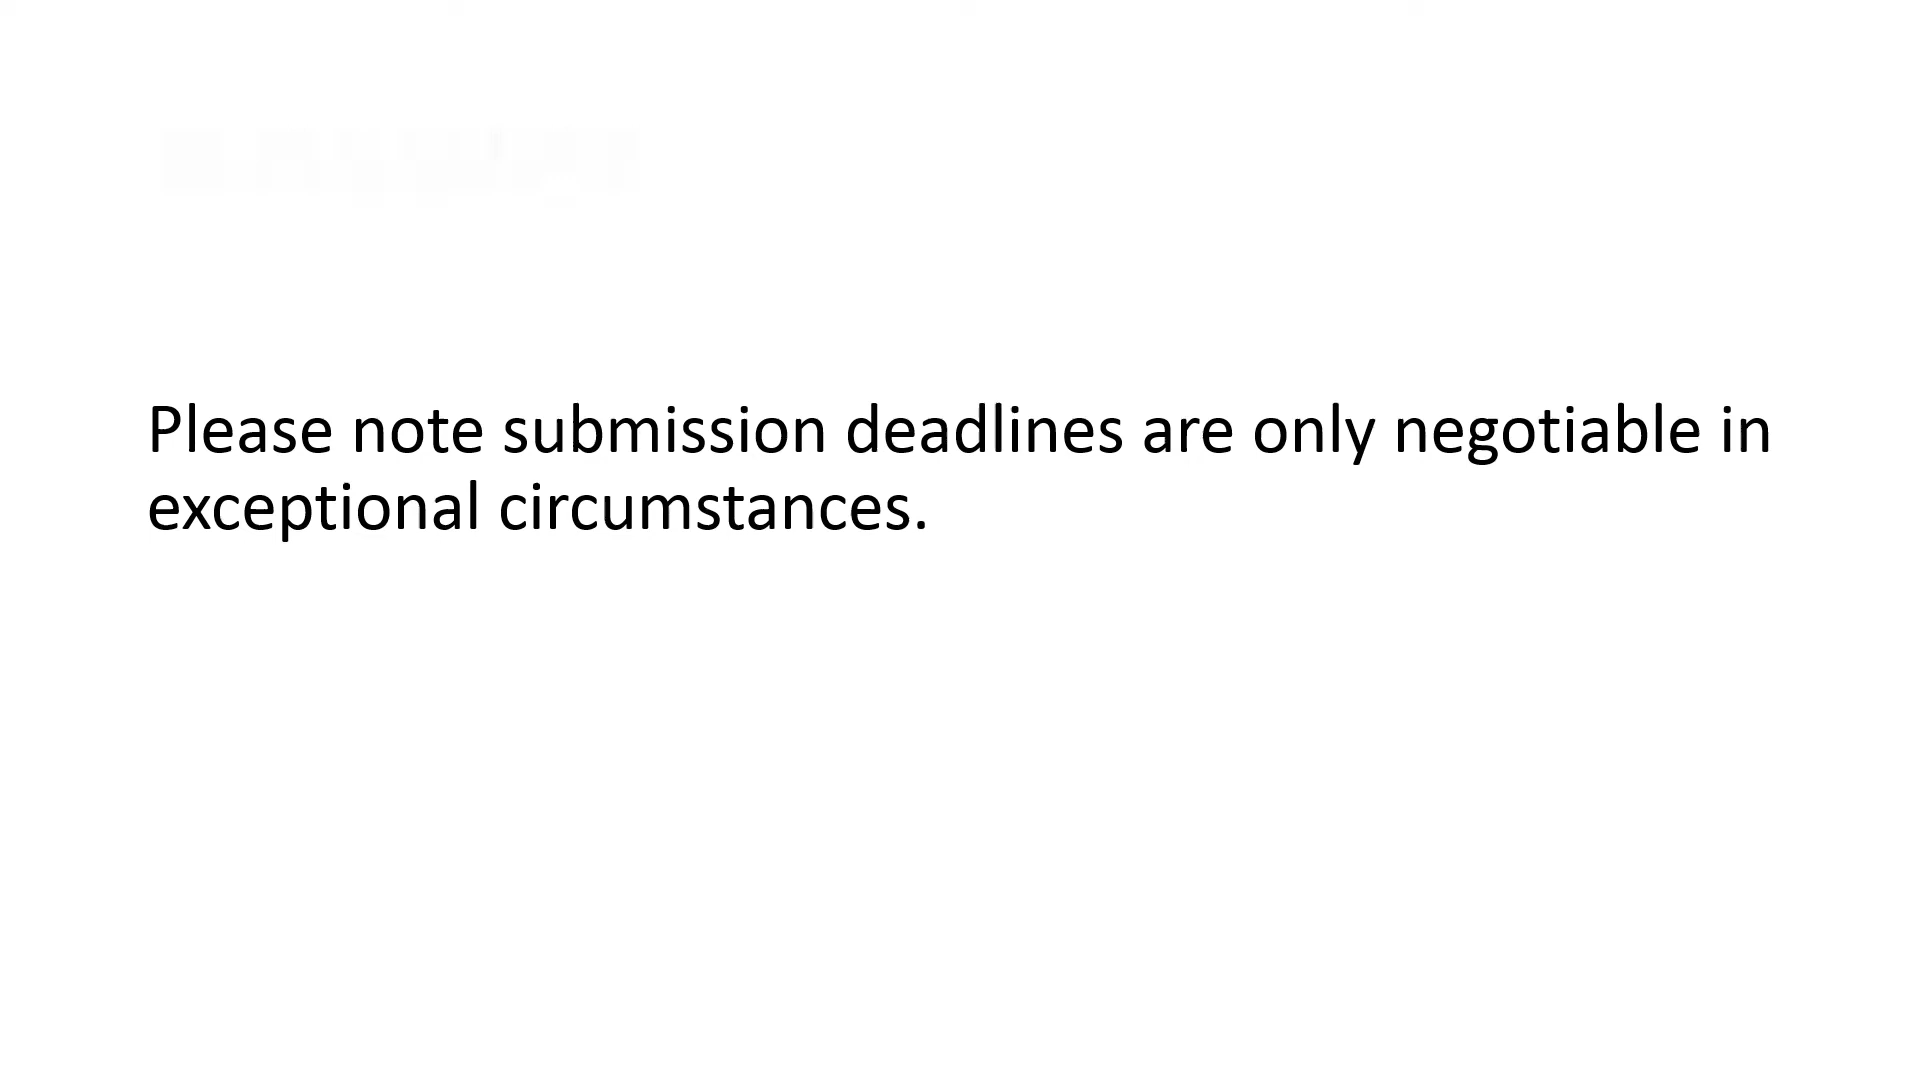 Please note submission deadlines are only negotiable in
exceptional circumstances.